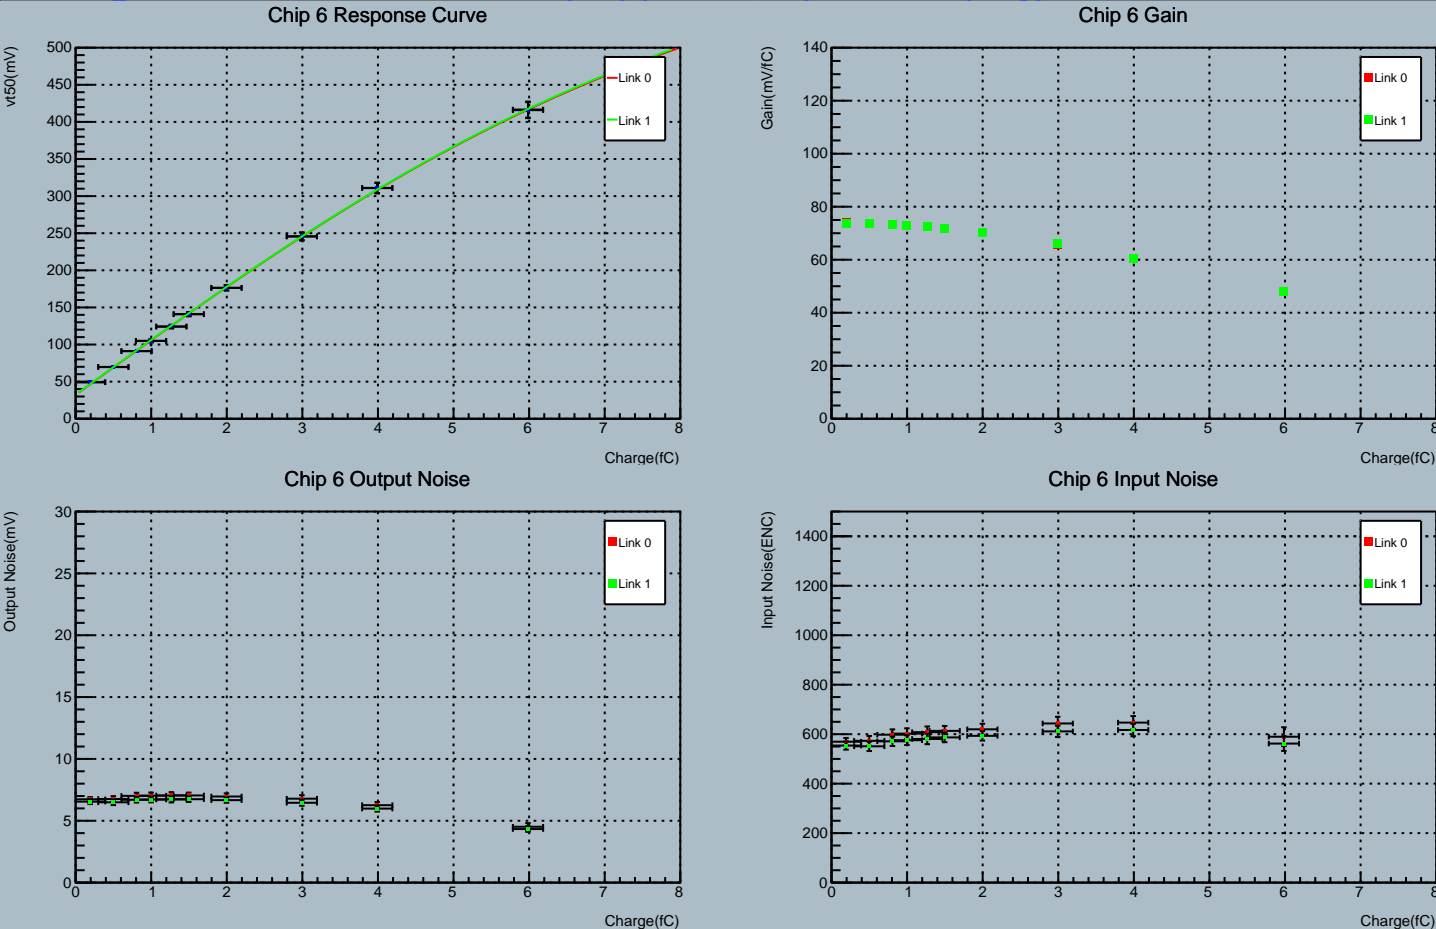 Chip 6 Response Curve
vt50(mV)
500
450
400
350
300
250
200
150
100
50
0
0 1 2 3 4 5 6 7 8
Charge(fC)
Link 0
Link 1
Chip 6 Gain
Gain(mV/fC)
140
120
100
80
60
40
20
0
0 1 2 3 4 5 6 7 8
Charge(fC)
Link 0
Link 1
Chip 6 Output Noise
Output Noise(mV)
30
25
20
15
10
5
0
0 1 2 3 4 5 6 7 8
Charge(fC)
Link 0
Link 1
Chip 6 Input Noise
Input Noise(ENC)
1400
1200
1000
800
600
400
200
0
0 1 2 3 4 5 6 7 8
Charge(fC)
Link 0
Link 1